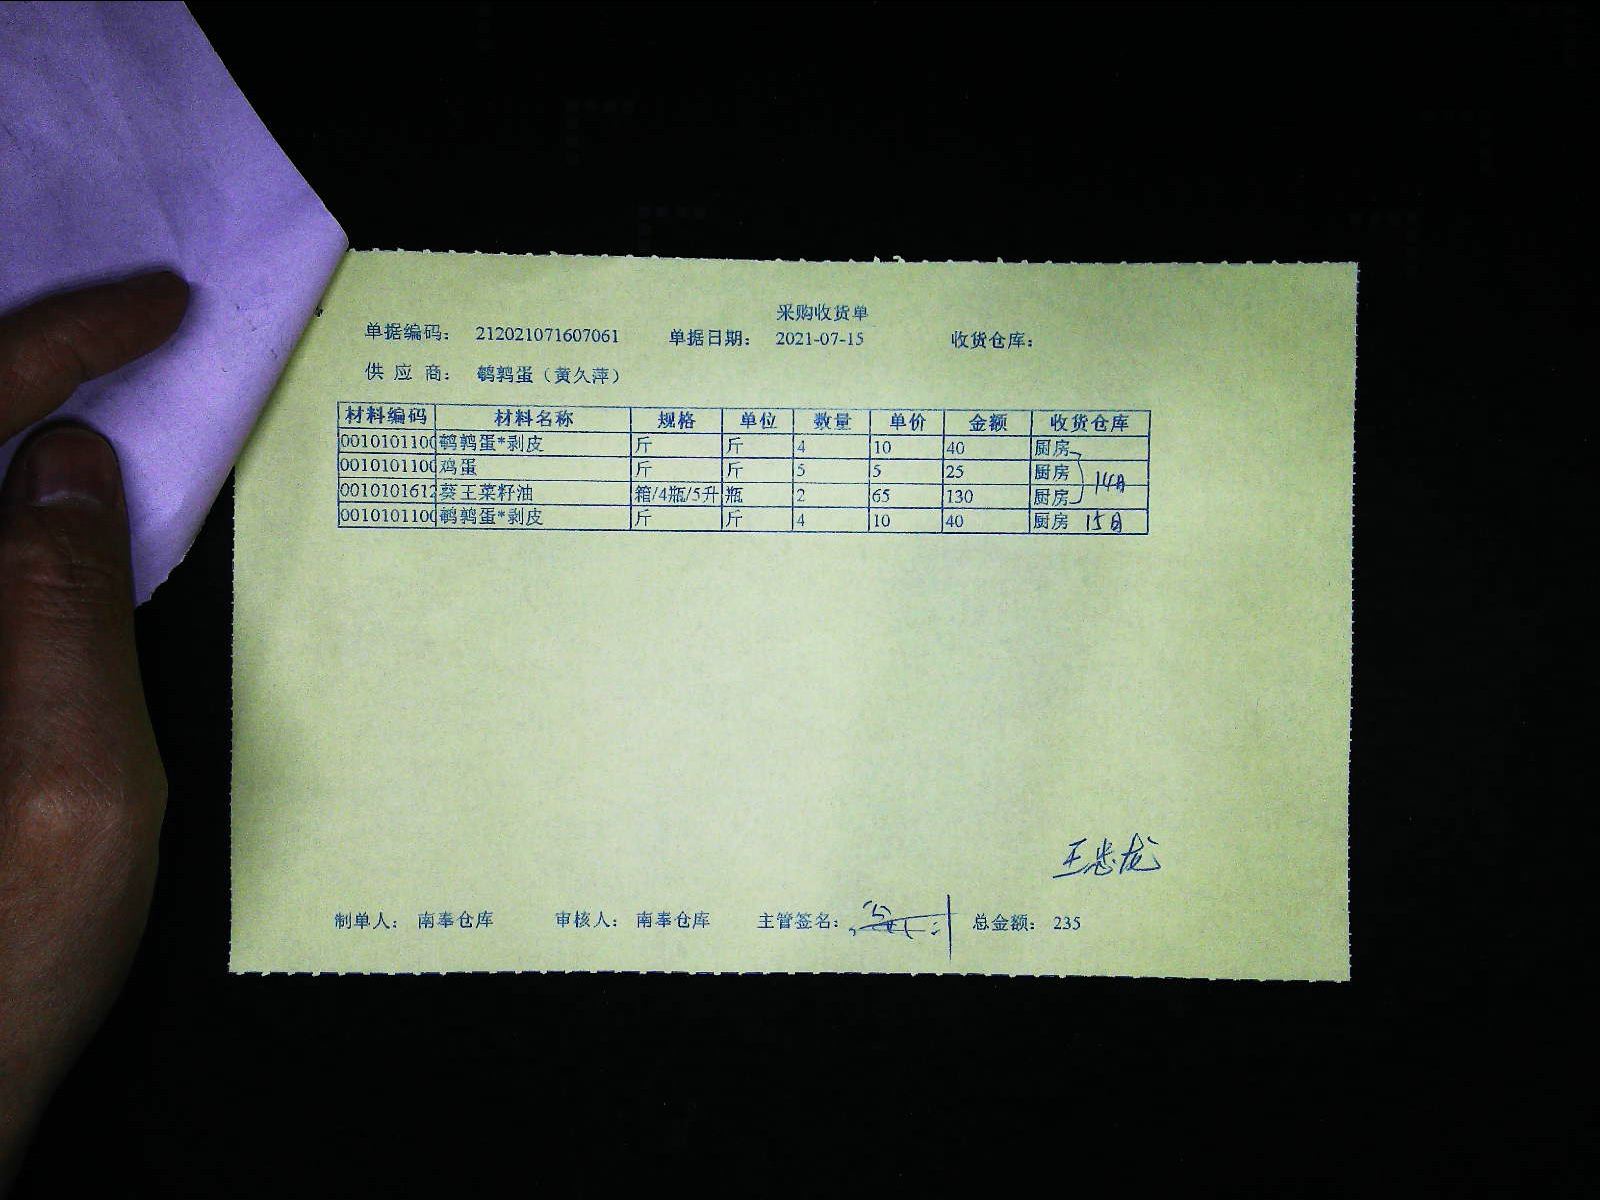 采购收货单
单据编码： 212021071607061 单据日期： 2021-07-15 收货仓库：
供 应 商： 鹌鹑蛋（黄久萍）
材料编码 材料名称 规格 单位 数量 单价 金额 收货仓库
0010101100 鹌鹑蛋*剥皮 斤 斤 4 10 40 厨房
0010101100 鸡蛋 斤 斤 5 5 25 厨房 14日
0010101612 葵王菜籽油 箱/4瓶/5升 瓶 2 65 130 厨房
0010101100 鹌鹑蛋*剥皮 斤 斤 4 10 40 厨房 15日
王忠龙
制单人： 南奉仓库 审核人： 南奉仓库 主管签名： 总金额： 235